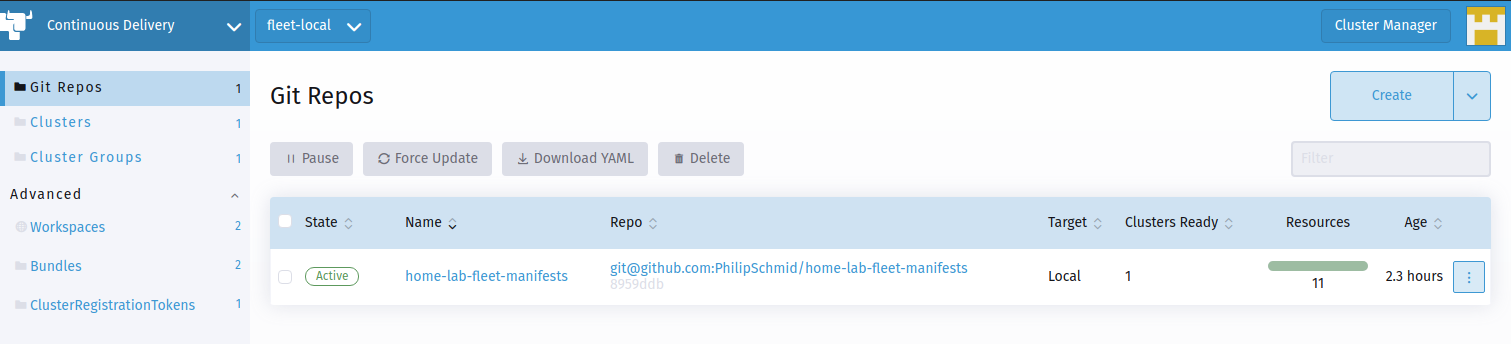 Continuous Delivery
fleet-local
Cluster Manager
Git Repos 1
Clusters 1
Cluster Groups 1
Advanced
Workspaces 2
Bundles 2
ClusterRegistrationTokens 1
Git Repos
Create
Pause
Force Update
Download YAML
Delete
Filter
State Name Repo Target Clusters Ready Resources Age
Active home-lab-fleet-manifests git@github.com:PhilipSchmid/home-lab-fleet-manifests Local 1 11 2.3 hours
8959ddb